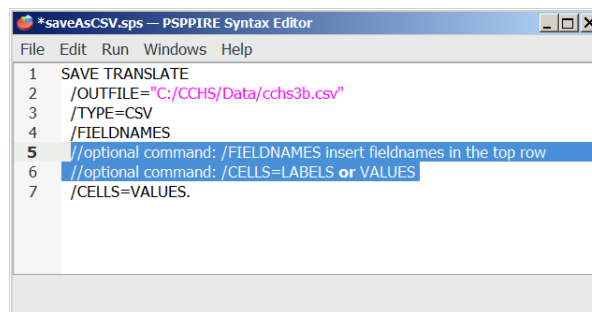 *saveAsCSV.sps — PSPPIRE Syntax Editor
File Edit Run Windows Help
1 SAVE TRANSLATE
2 /OUTFILE="C:/CCHS/Data/cchs3b.csv"
3 /TYPE=CSV
4 /FIELDNAMES
5 //optional command: /FIELDNAMES insert fieldnames in the top row
6 //optional command: /CELLS=LABELS or VALUES
7 /CELLS=VALUES.